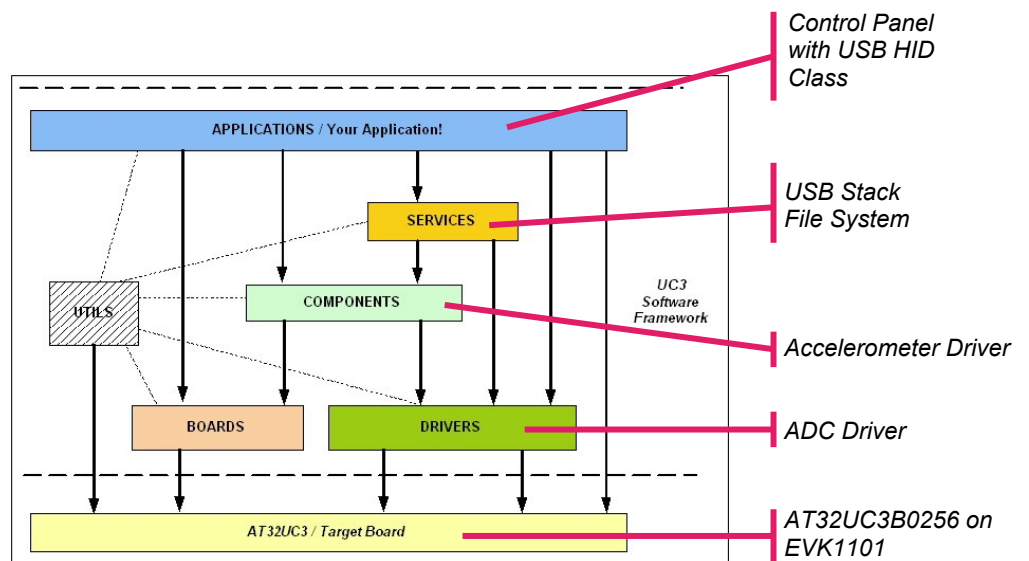 Control Panel
with USB HID
Class
APPLICATIONS / Your Application!
USB Stack
File System
SERVICES
UC3
Software
Framework
COMPONENTS
UTILS
Accelerometer Driver
BOARDS
DRIVERS
ADC Driver
AT32UC3 / Target Board
AT32UC3B0256 on
EVK1101